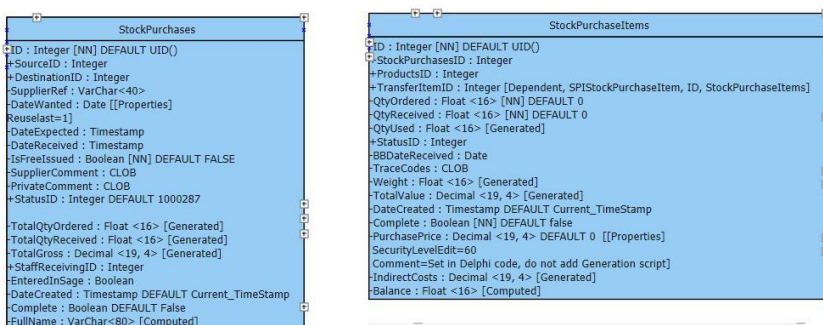 StockPurchases
ID : Integer [NN] DEFAULT UID()
+SourceID : Integer
+DestinationID : Integer
-SupplierRef : VarChar<40>
-DateWanted : Date [[Properties]
Reuselast=1]
-DateExpected : Timestamp
-DateReceived : Timestamp
-IsFreeIssued : Boolean [NN] DEFAULT FALSE
-SupplierComment : CLOB
-PrivateComment : CLOB
+StatusID : Integer DEFAULT 1000287
-TotalQtyOrdered : Float <16> [Generated]
-TotalQtyReceived : Float <16> [Generated]
-TotalGross : Decimal <19, 4> [Generated]
+StaffReceivingID : Integer
-EnteredInSage : Boolean
-DateCreated : Timestamp DEFAULT Current_TimeStamp
-Complete : Boolean DEFAULT False
-FullName : VarChar<80> [Computed]
StockPurchaseItems
ID : Integer [NN] DEFAULT UID()
-StockPurchasesID : Integer
+ProductsID : Integer
+TransferItemID : Integer [Dependent, SPIStockPurchaseItem, ID, StockPurchaseItems]
-QtyOrdered : Float <16> [NN] DEFAULT 0
-QtyReceived : Float <16> [NN] DEFAULT 0
-QtyUsed : Float <16> [Generated]
+StatusID : Integer
-BBDateReceived : Date
-TraceCodes : CLOB
-Weight : Float <16> [Generated]
-TotalValue : Decimal <19, 4> [Generated]
-DateCreated : Timestamp DEFAULT Current_TimeStamp
-Complete : Boolean [NN] DEFAULT false
-PurchasePrice : Decimal <19, 4> DEFAULT 0 [[Properties]
SecurityLevelEdit=60
Comment=Set in Delphi code, do not add Generation script]
-IndirectCosts : Decimal <19, 4> [Generated]
-Balance : Float <16> [Computed]